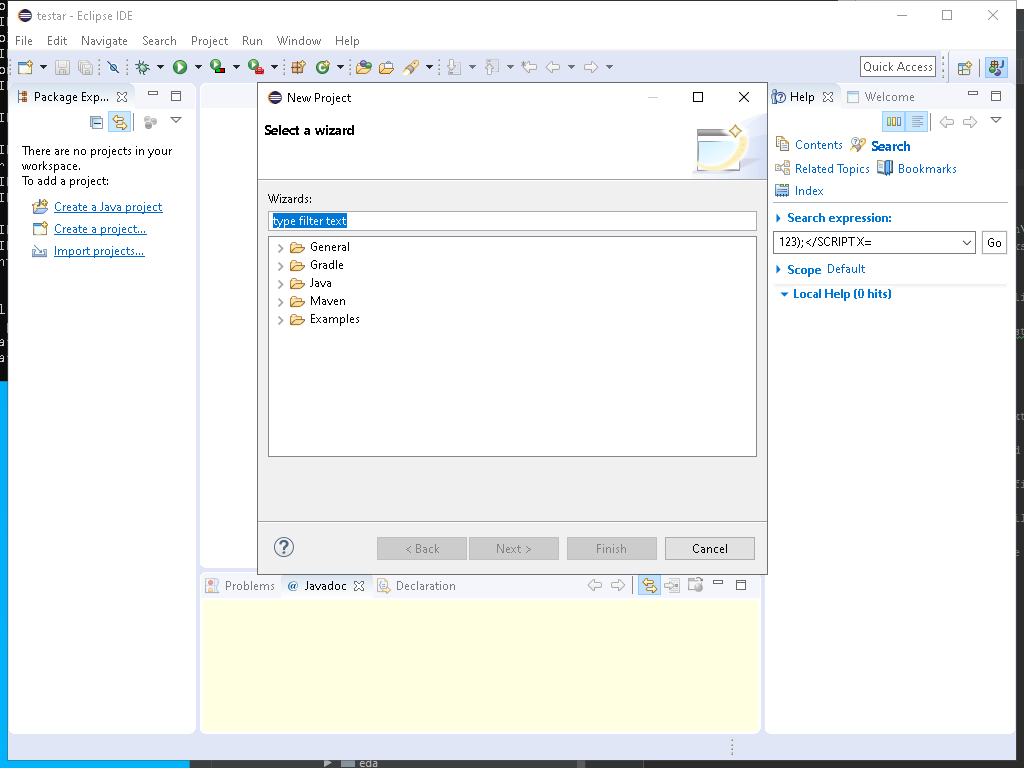 testar - Eclipse IDE
File Edit Navigate Search Project Run Window Help
Quick Access
Package Exp...
There are no projects in your
workspace.
To add a project:
Create a Java project
Create a project...
Import projects...
New Project
Select a wizard
Wizards:
type filter text
General
Gradle
Java
Maven
Examples
< Back Next > Finish Cancel
Help Welcome
Contents Search
Related Topics Bookmarks
Index
Search expression:
123);</SCRIPT X= Go
Scope Default
Local Help (0 hits)
Problems @ Javadoc Declaration
eda